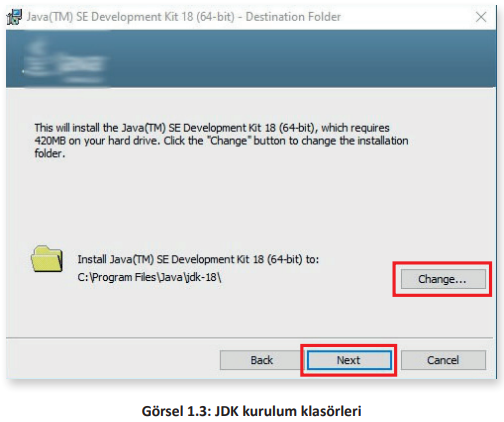 Java(TM) SE Development Kit 18 (64-bit) - Destination Folder
This will install the Java(TM) SE Development Kit 18 (64-bit), which requires
420MB on your hard drive. Click the "Change" button to change the installation
folder.
Install Java(TM) SE Development Kit 18 (64-bit) to:
C:\Program Files\Java\jdk-18\
Change...
Back
Next
Cancel
Görsel 1.3: JDK kurulum klasörleri